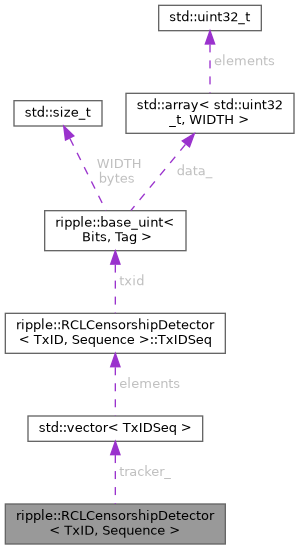 std::uint32_t
elements
std::size_t
std::array< std::uint32
_t, WIDTH >
WIDTH
bytes
data_
ripple::base_uint<
Bits, Tag >
txid
ripple::RCLCensorshipDetector
< TxID, Sequence >::TxIDSeq
elements
std::vector< TxIDSeq >
tracker_
ripple::RCLCensorshipDetector
< TxID, Sequence >